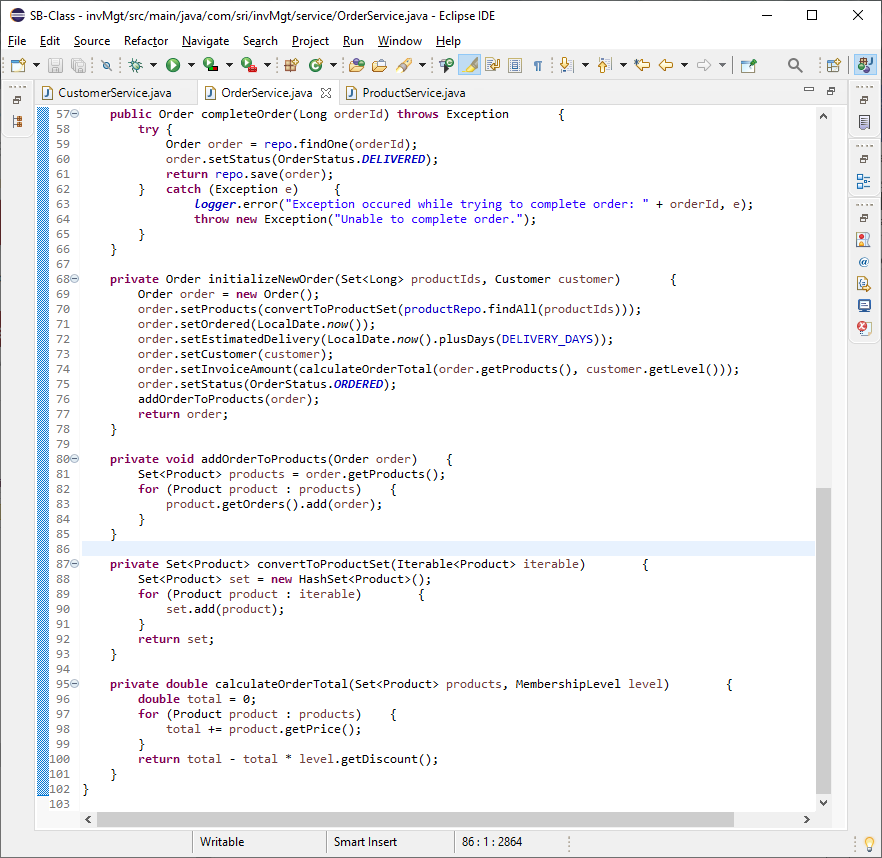 SB-Class - invMgt/src/main/java/com/sri/invMgt/service/OrderService.java - Eclipse IDE
File Edit Source Refactor Navigate Search Project Run Window Help
CustomerService.java OrderService.java ProductService.java
57 public Order completeOrder(Long orderId) throws Exception {
58 try {
59 Order order = repo.findOne(orderId);
60 order.setStatus(OrderStatus.DELIVERED);
61 return repo.save(order);
62 } catch (Exception e) {
63 logger.error("Exception occured while trying to complete order: " + orderId, e);
64 throw new Exception("Unable to complete order.");
65 }
66 }
67
68 private Order initializeNewOrder(Set<Long> productIds, Customer customer) {
69 Order order = new Order();
70 order.setProducts(convertToProductSet(productRepo.findAll(productIds)));
71 order.setOrdered(LocalDate.now());
72 order.setEstimatedDelivery(LocalDate.now().plusDays(DELIVERY_DAYS));
73 order.setCustomer(customer);
74 order.setInvoiceAmount(calculateOrderTotal(order.getProducts(), customer.getLevel()));
75 order.setStatus(OrderStatus.ORDERED);
76 addOrderToProducts(order);
77 return order;
78 }
79
80 private void addOrderToProducts(Order order) {
81 Set<Product> products = order.getProducts();
82 for (Product product : products) {
83 product.getOrders().add(order);
84 }
85 }
86
87 private Set<Product> convertToProductSet(Iterable<Product> iterable) {
88 Set<Product> set = new HashSet<Product>();
89 for (Product product : iterable) {
90 set.add(product);
91 }
92 return set;
93 }
94
95 private double calculateOrderTotal(Set<Product> products, MembershipLevel level) {
96 double total = 0;
97 for (Product product : products) {
98 total += product.getPrice();
99 }
100 return total - total * level.getDiscount();
101 }
102 }
103
Writable Smart Insert 86 : 1 : 2864